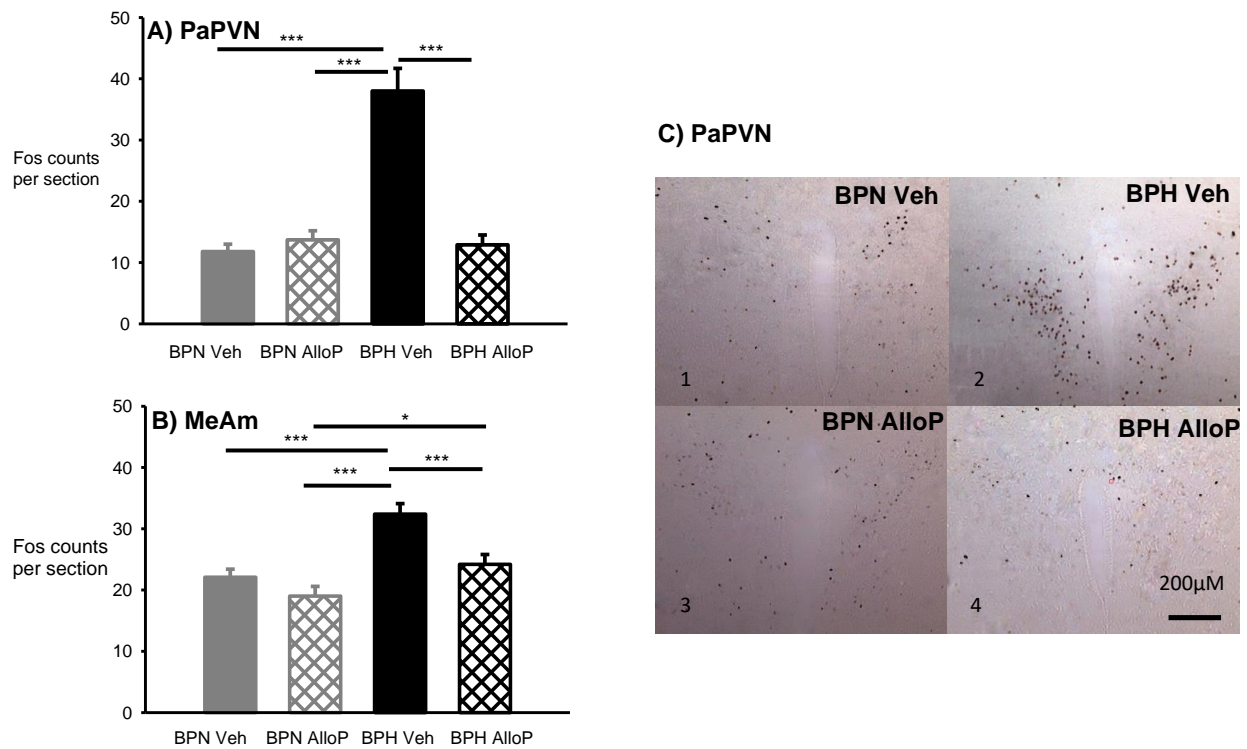 A) PaPVN
50
40
30
20
10
0
Fos counts
per section
***
***
***
BPN Veh BPN AlloP BPH Veh BPH AlloP
B) MeAm
50
40
30
20
10
0
Fos counts
per section
*
***
***
***
BPN Veh BPN AlloP BPH Veh BPH AlloP
C) PaPVN
BPN Veh
1
BPH Veh
2
BPN AlloP
3
BPH AlloP
4
200µM